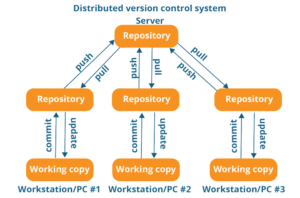 Distributed version control system
Server
Repository
push
pull
push
pull
pull
push
Repository
Repository
Repository
commit
update
commit
update
commit
update
Working copy
Working copy
Working copy
Workstation/PC #1
Workstation/PC #2
Workstation/PC #3